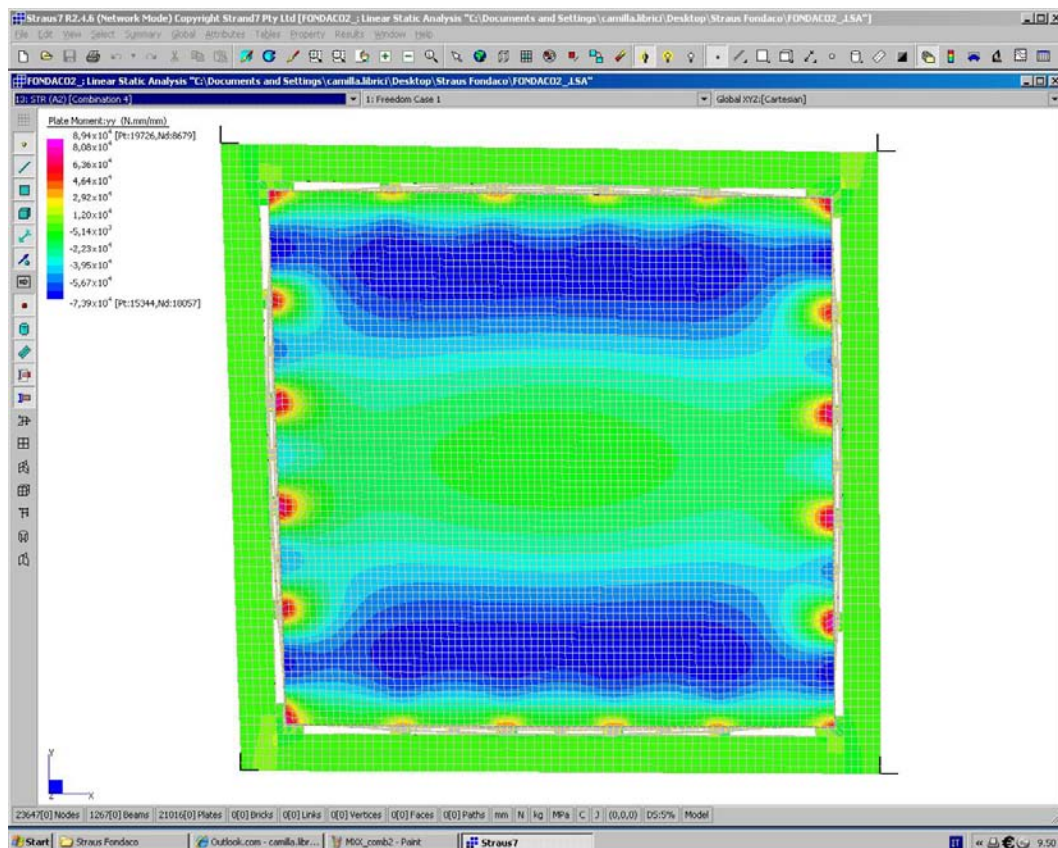 Straus7 R2.4.6 (Network Mode) Copyright Strand7 Pty Ltd [FONDACO2_: Linear Static Analysis "C:\Documents and Settings\camilla.librici\Desktop\Straus Fondaco\FONDACO2_.LSA"]
File Edit View Select Summary Global Attributes Tables Property Results Window Help
FONDACO2_: Linear Static Analysis "C:\Documents and Settings\camilla.librici\Desktop\Straus Fondaco\FONDACO2_.LSA"
13: STR (A2) [Combination 4] 1: Freedom Case 1 Global XYZ:[Cartesian]
Plate Moment:yy (N.mm/mm)
8,94x10⁴ [Pt:19726,Nd:8679]
8,08x10⁴
6,36x10⁴
4,64x10⁴
2,92x10⁴
1,20x10⁴
-5,14x10³
-2,23x10⁴
-3,95x10⁴
-5,67x10⁴
-7,39x10⁴ [Pt:15344,Nd:18057]
y
z x
23647[0] Nodes 1267[0] Beams 21016[0] Plates 0[0] Bricks 0[0] Links 0[0] Vertices 0[0] Faces 0[0] Paths mm N kg MPa C J (0,0,0) DS:5% Model
Start Straus Fondaco Outlook.com - camilla.libr... MXX_comb2 - Paint Straus7 IT 9.50